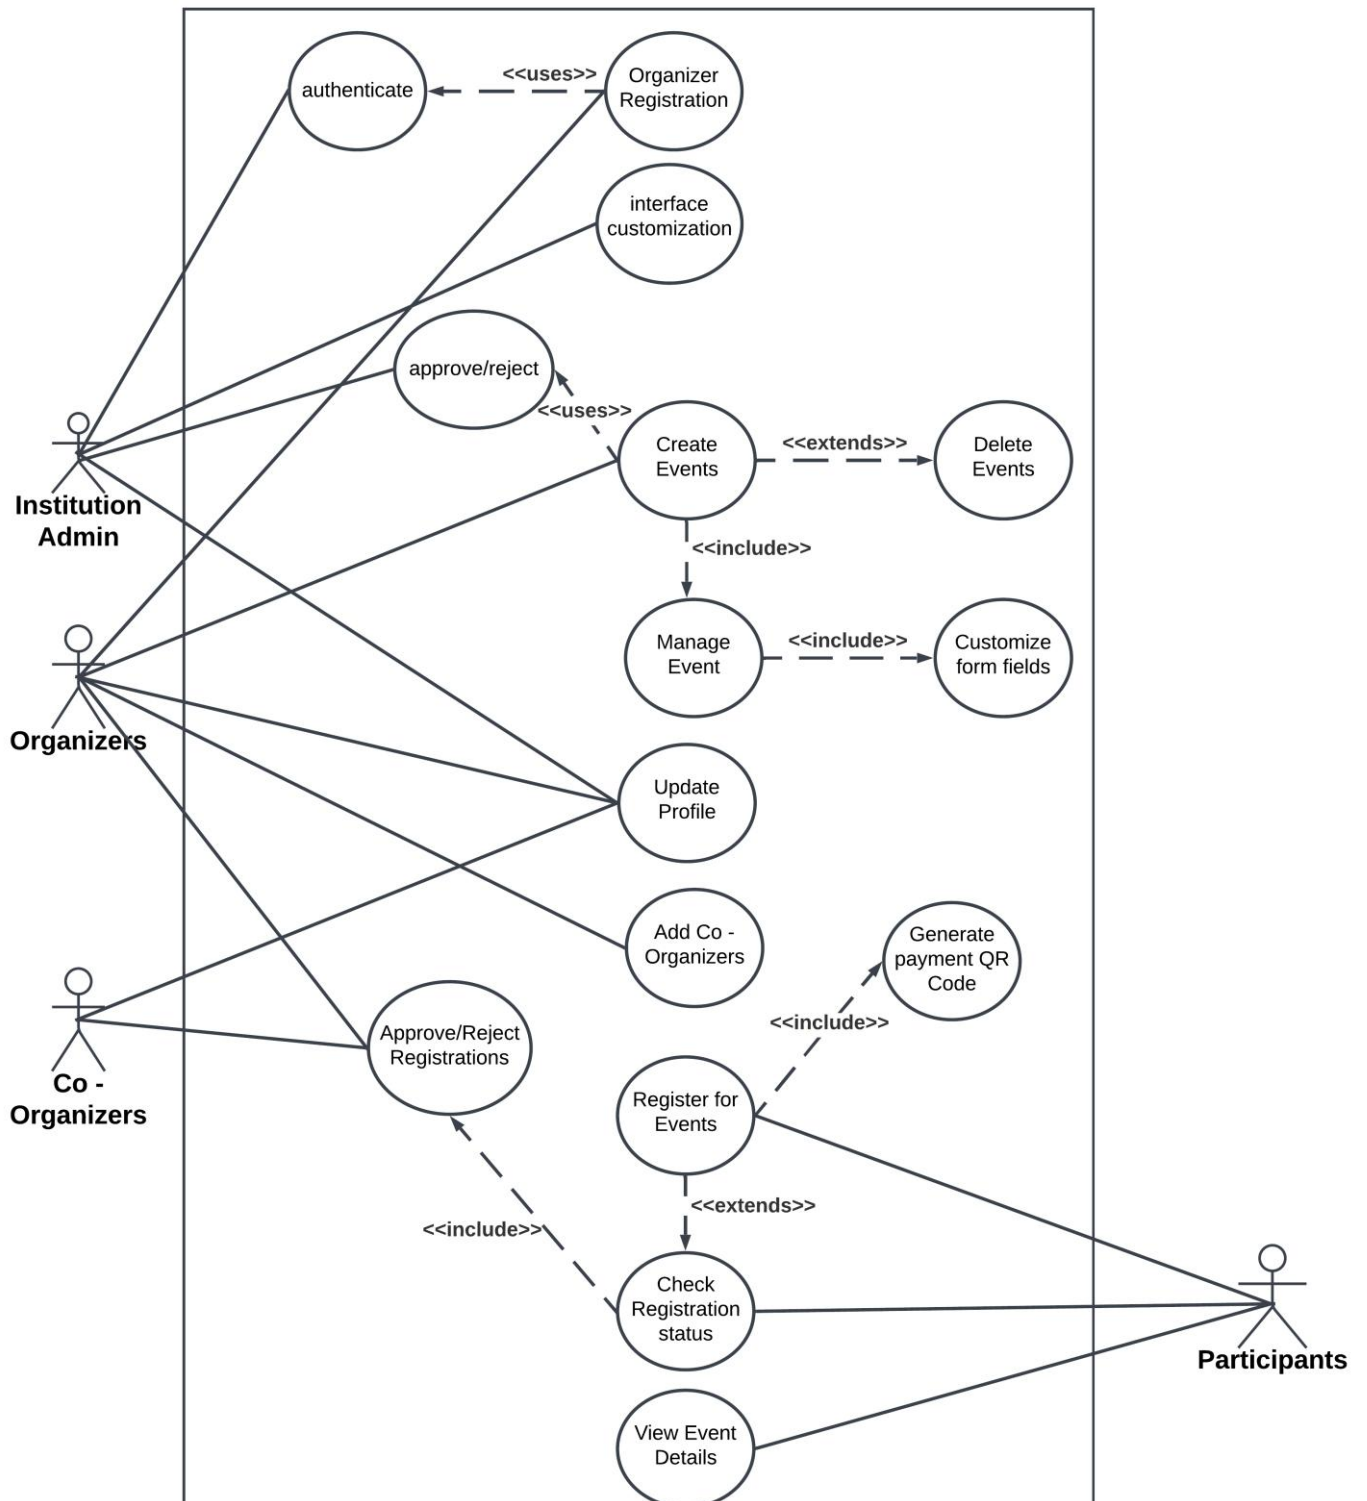 authenticate
<<uses>>
Organizer
Registration
interface
customization
approve/reject
<<uses>>
Create
Events
<<extends>>
Delete
Events
Institution
Admin
<<include>>
Manage
Event
<<include>>
Customize
form fields
Organizers
Update
Profile
Add Co -
Organizers
Generate
payment QR
Code
<<include>>
Approve/Reject
Registrations
Co -
Organizers
Register for
Events
<<extends>>
<<include>>
Check
Registration
status
Participants
View Event
Details